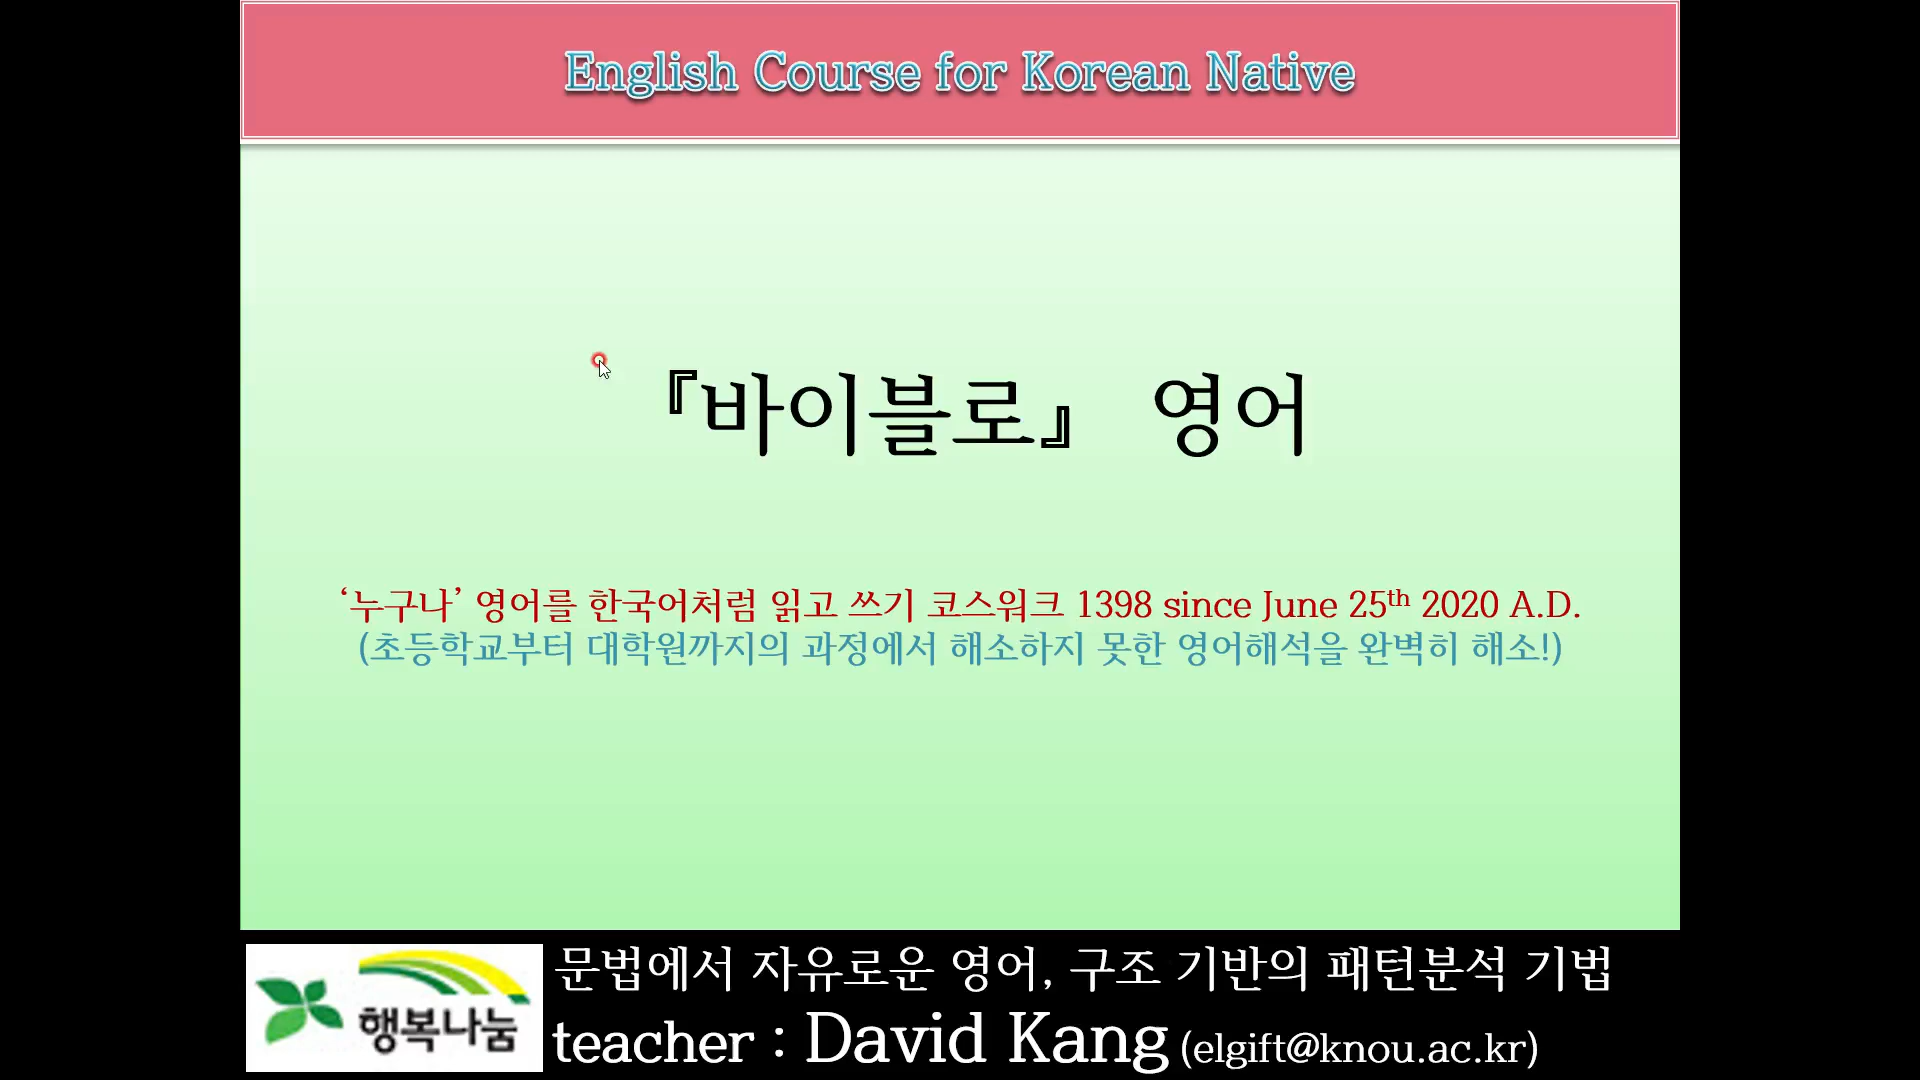 English Course for Korean Native
『바이블로』 영어
‘누구나’ 영어를 한국어처럼 읽고 쓰기 코스워크 1398 since June 25th 2020 A.D.
(초등학교부터 대학원까지의 과정에서 해소하지 못한 영어해석을 완벽히 해소!)
행복나눔
문법에서 자유로운 영어, 구조 기반의 패턴분석 기법
teacher : David Kang (elgift@knou.ac.kr)